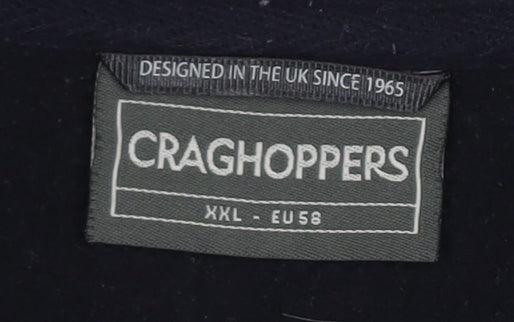 DESIGNED IN THE UK SINCE 1965
CRAGHOPPERS
XXL - EU58